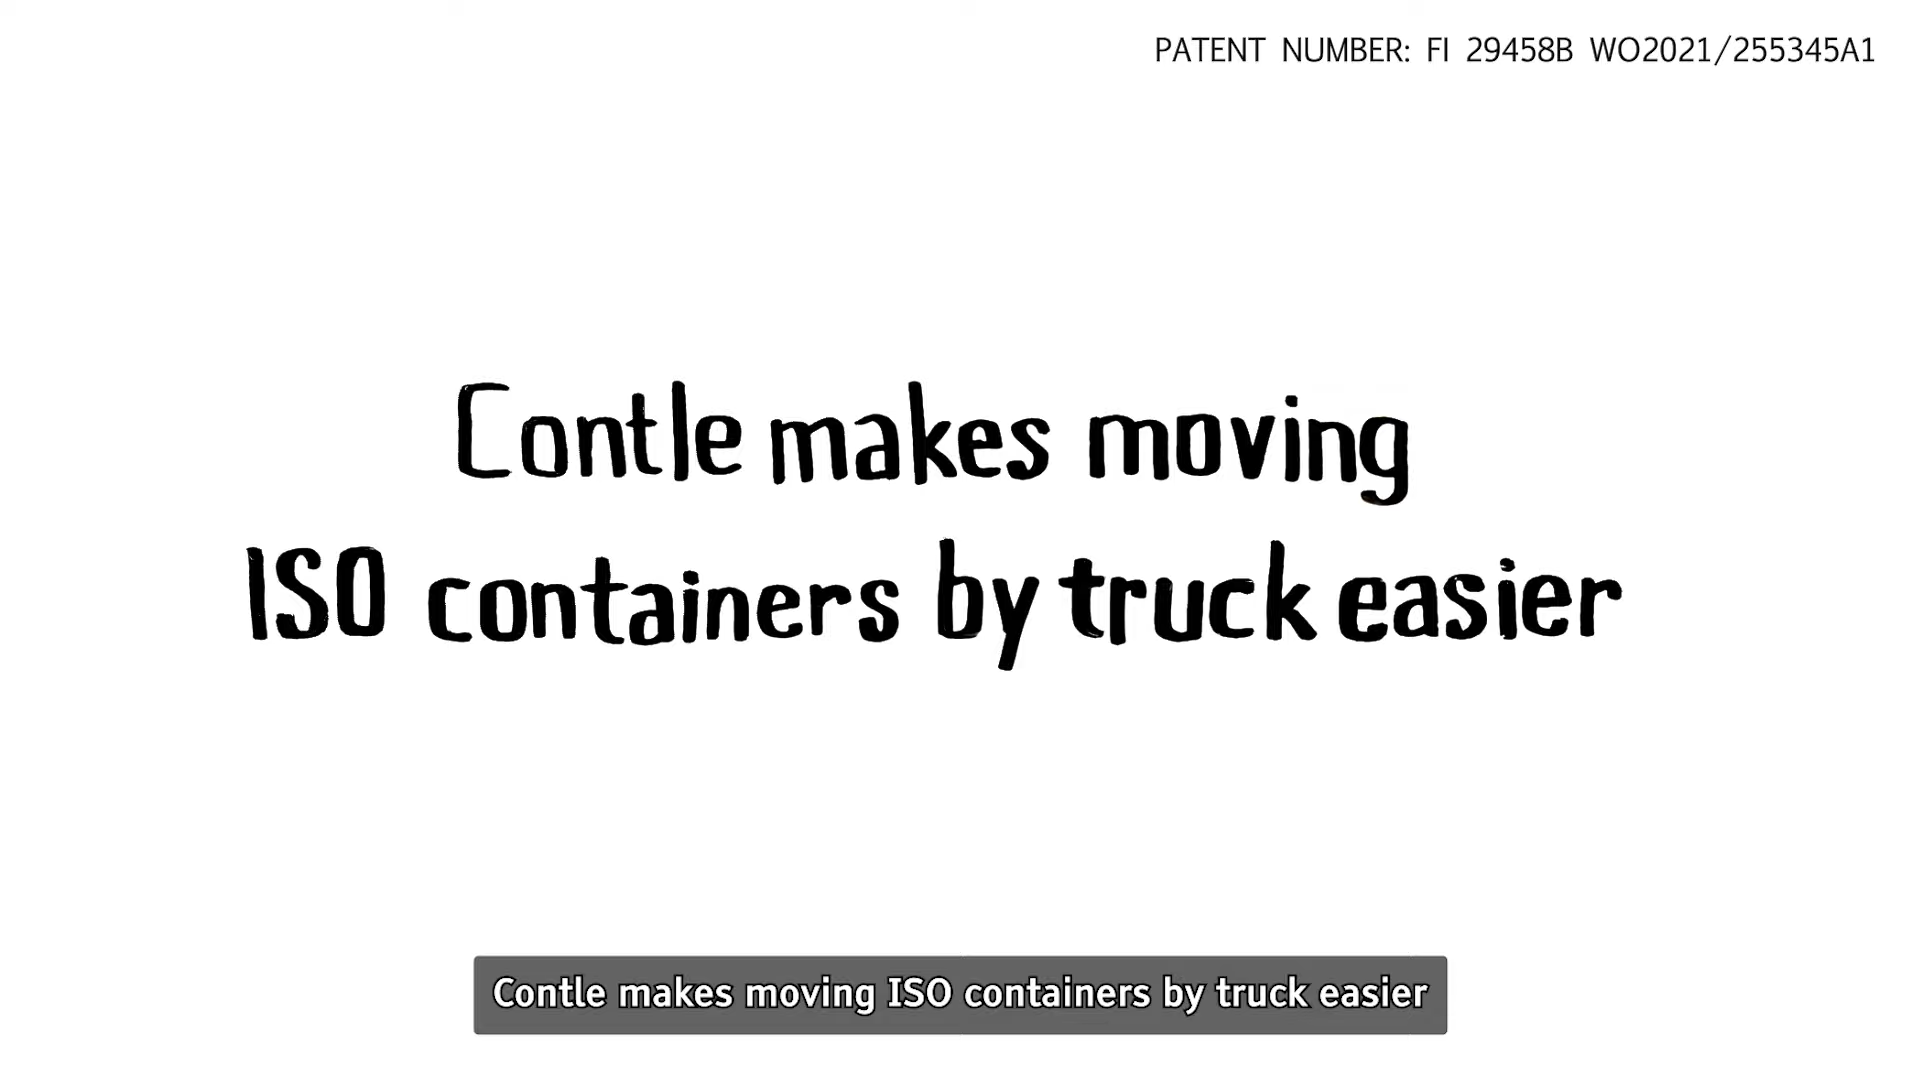 PATENT NUMBER: FI 29458B WO2021/255345A1
Contle makes moving
ISO containers by truck easier
Contle makes moving ISO containers by truck easier